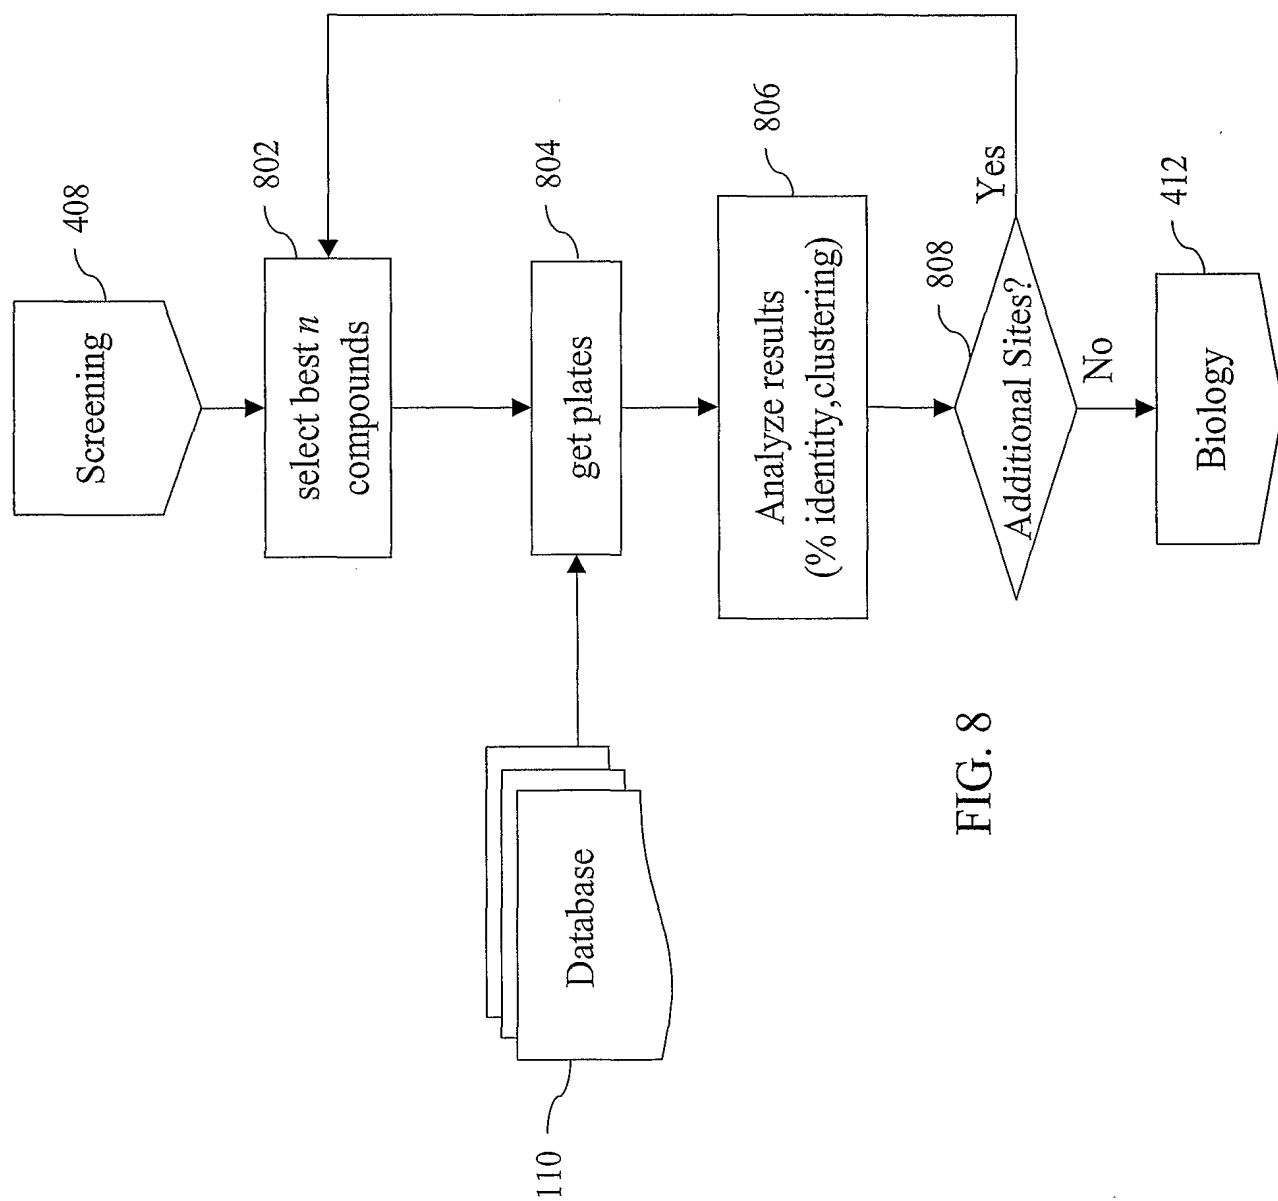 Screening
408
select best n
compounds
802
Database
110
get plates
804
Analyze results
(% identity,clustering)
806
Additional Sites?
808
Yes
No
Biology
412
FIG. 8